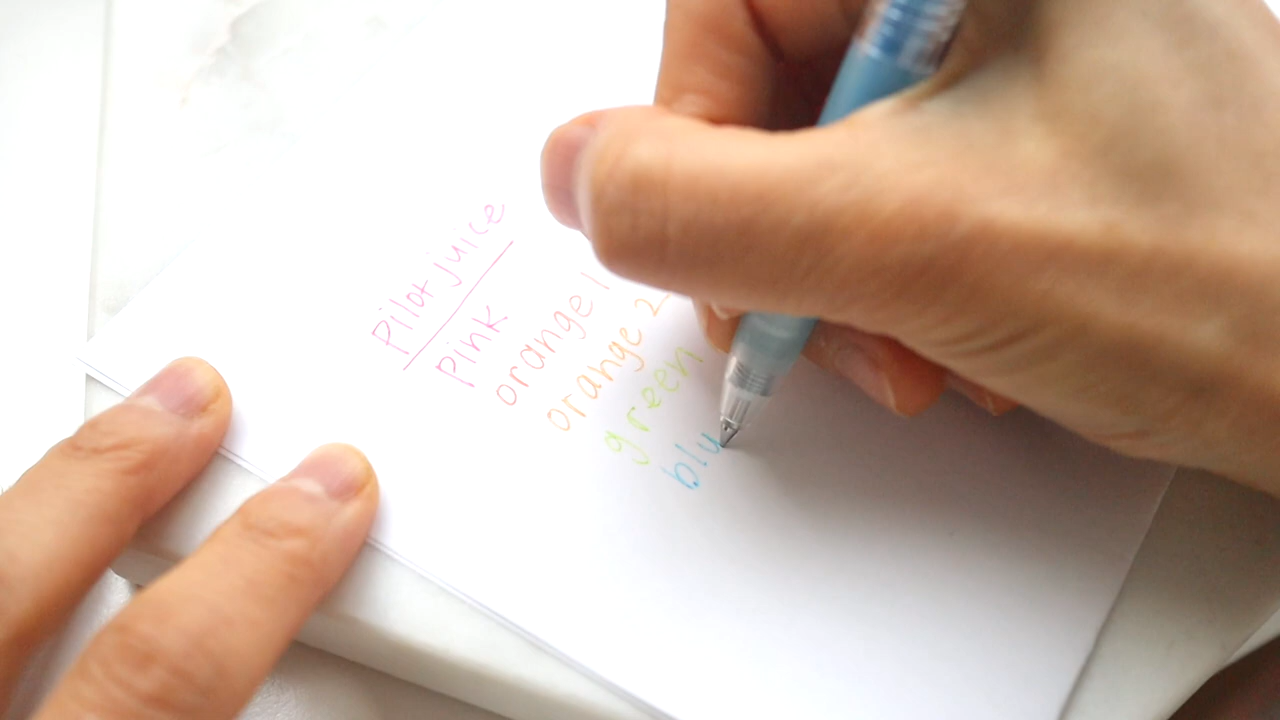 Pilot juice
pink
orange 1
orange 2
green
blu